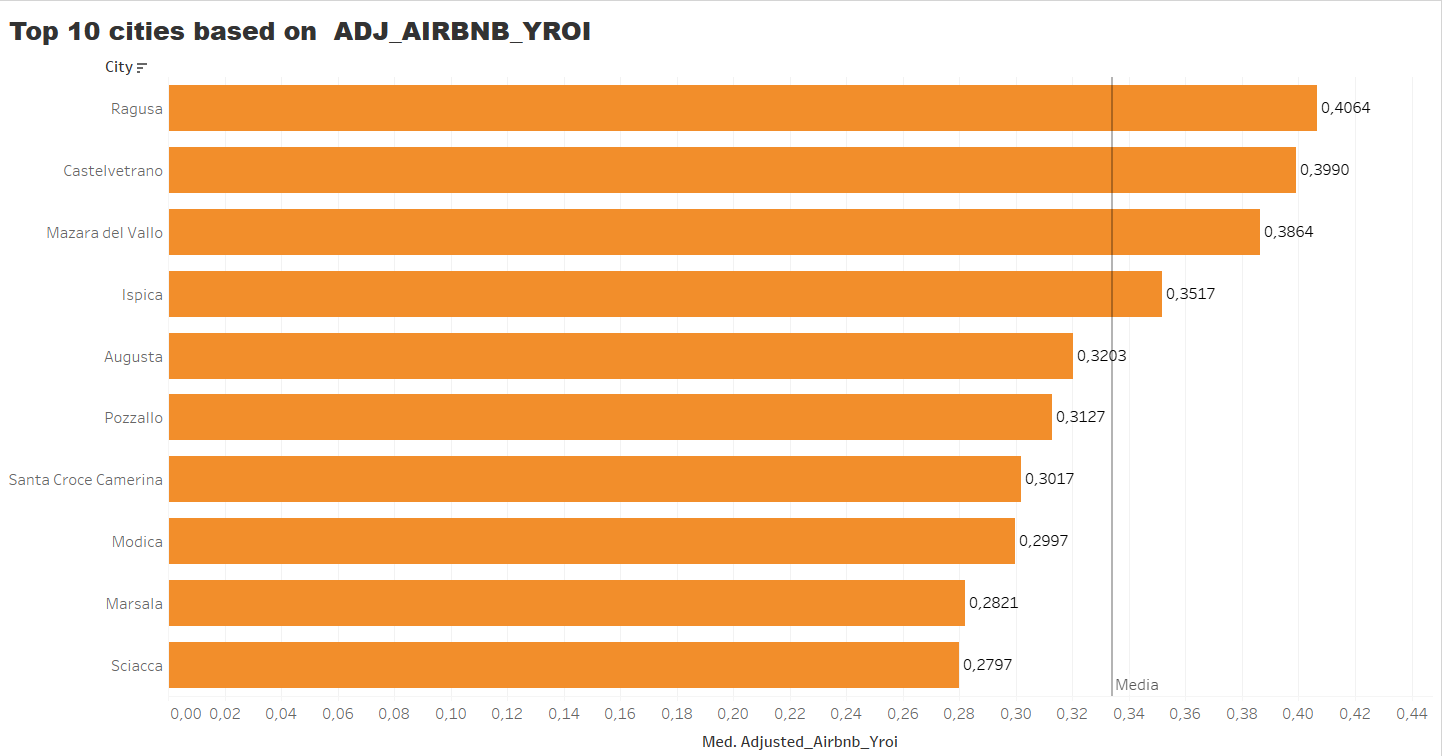 Top 10 cities based on  ADJ_AIRBNB_YROI
City
Ragusa 0,4064
Castelvetrano 0,3990
Mazara del Vallo 0,3864
Ispica 0,3517
Augusta 0,3203
Pozzallo 0,3127
Santa Croce Camerina 0,3017
Modica 0,2997
Marsala 0,2821
Sciacca 0,2797
Media
0,00 0,02 0,04 0,06 0,08 0,10 0,12 0,14 0,16 0,18 0,20 0,22 0,24 0,26 0,28 0,30 0,32 0,34 0,36 0,38 0,40 0,42 0,44
Med. Adjusted_Airbnb_Yroi